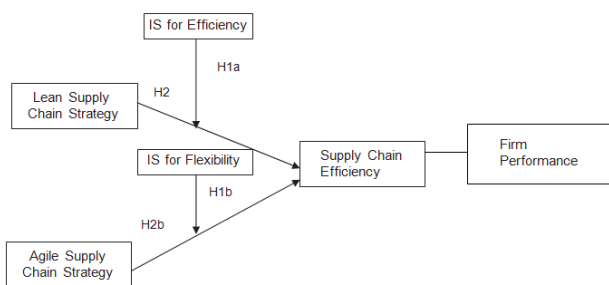 IS for Efficiency
H1a
H2
Lean Supply
Chain Strategy
IS for Flexibility
Supply Chain
Efficiency
Firm
Performance
H1b
H2b
Agile Supply
Chain Strategy